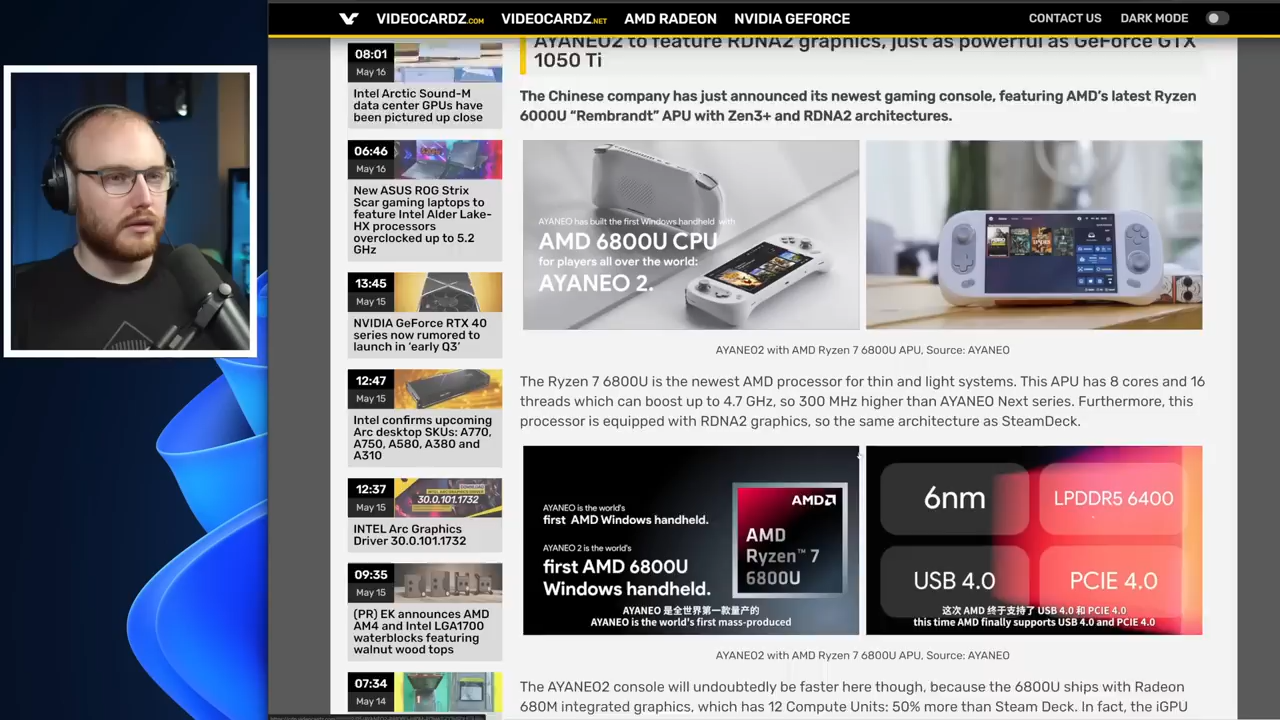 VIDEOCARDZ.COM
VIDEOCARDZ.NET
AMD RADEON
NVIDIA GEFORCE
CONTACT US
DARK MODE
08:01
May 16
Intel Arctic Sound-M
data center GPUs have
been pictured up close
06:46
May 16
New ASUS ROG Strix
Scar gaming laptops to
feature Intel Alder Lake-
HX processors
overclocked up to 5.2
GHz
13:45
May 15
NVIDIA GeForce RTX 40
series now rumored to
launch in ‘early Q3’
12:47
May 15
Intel confirms upcoming
Arc desktop SKUs: A770,
A750, A580, A380 and
A310
12:37
May 15
30.0.101.1732
INTEL Arc Graphics
Driver 30.0.101.1732
09:35
May 15
(PR) EK announces AMD
AM4 and Intel LGA1700
waterblocks featuring
walnut wood tops
07:34
May 14
AYANEO2 to feature RDNA2 graphics, just as powerful as GeForce GTX
1050 Ti
The Chinese company has just announced its newest gaming console, featuring AMD’s latest Ryzen
6000U “Rembrandt” APU with Zen3+ and RDNA2 architectures.
AYANEO has built the first Windows handheld with
AMD 6800U CPU
for players all over the world:
AYANEO 2.
AYANEO2 with AMD Ryzen 7 6800U APU, Source: AYANEO
The Ryzen 7 6800U is the newest AMD processor for thin and light systems. This APU has 8 cores and 16
threads which can boost up to 4.7 GHz, so 300 MHz higher than AYANEO Next series. Furthermore, this
processor is equipped with RDNA2 graphics, so the same architecture as SteamDeck.
AYANEO is the world's
first AMD Windows handheld.
AYANEO 2 is the world's
first AMD 6800U
Windows handheld.
AMD
AMD
Ryzen™ 7
6800U
AYANEO 是全世界第一款量产的
AYANEO is the world's first mass-produced
6nm
LPDDR5 6400
USB 4.0
PCIE 4.0
这次 AMD 终于支持了 USB 4.0 和 PCIE 4.0
this time AMD finally supports USB 4.0 and PCIE 4.0
AYANEO2 with AMD Ryzen 7 6800U APU, Source: AYANEO
The AYANEO2 console will undoubtedly be faster here though, because the 6800U ships with Radeon
680M integrated graphics, which has 12 Compute Units: 50% more than Steam Deck. In fact, the iGPU